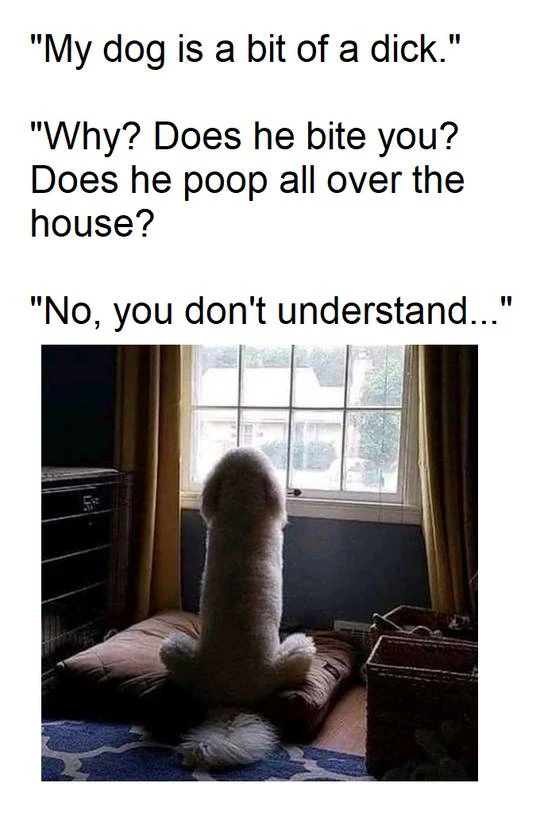 "My dog is a bit of a dick."
"Why? Does he bite you?
Does he poop all over the
house?
"No, you don't understand..."